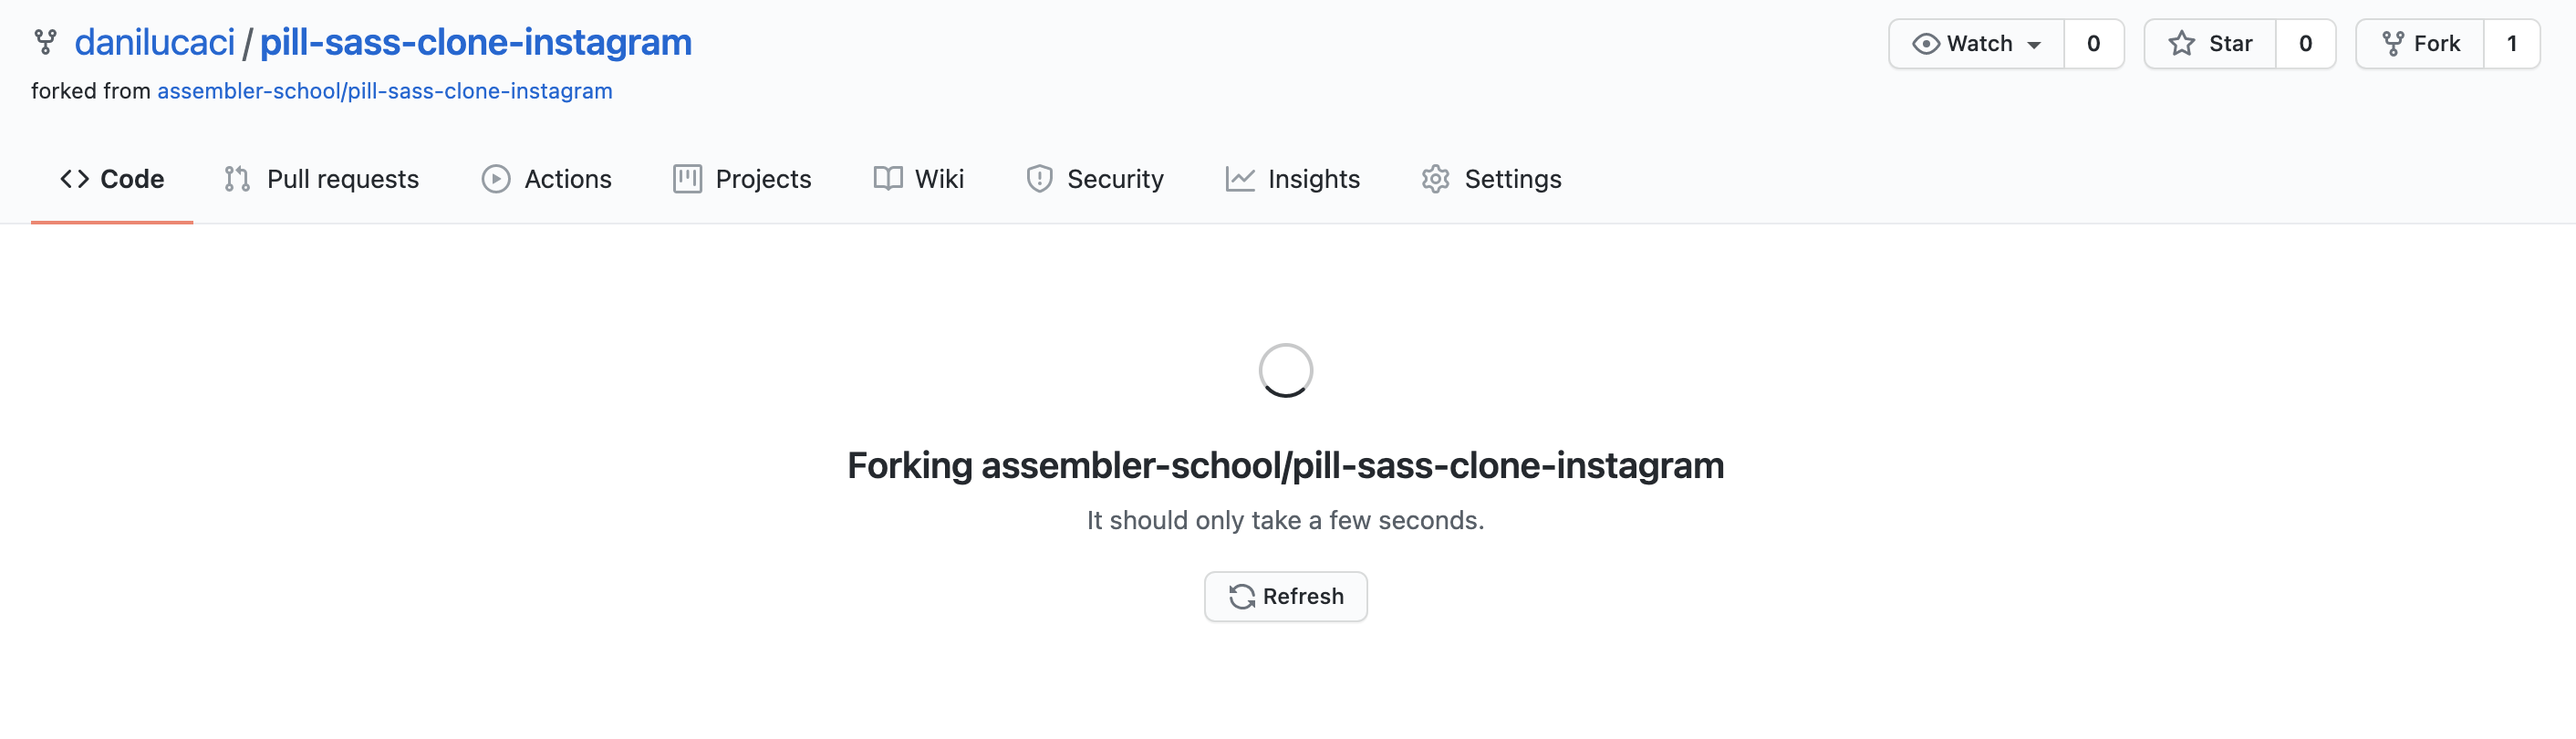 danilucaci / pill-sass-clone-instagram
Watch 0
Star 0
Fork 1
forked from assembler-school/pill-sass-clone-instagram
Code
Pull requests
Actions
Projects
Wiki
Security
Insights
Settings
Forking assembler-school/pill-sass-clone-instagram
It should only take a few seconds.
Refresh